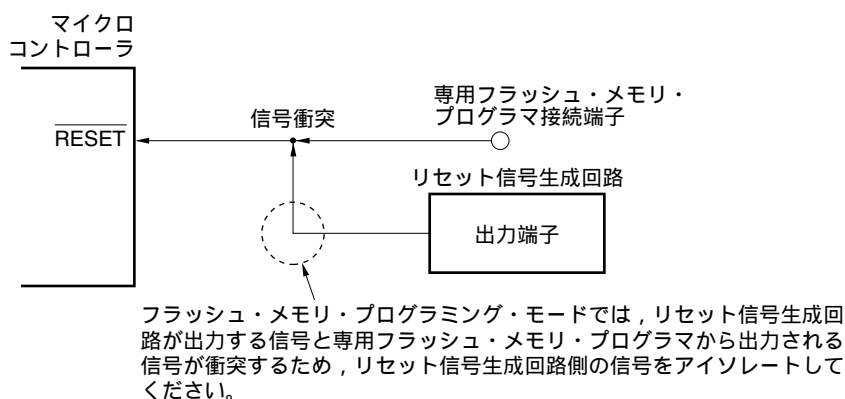 マイクロ
コントローラ
RESET
信号衝突
専用フラッシュ・メモリ・
プログラマ接続端子
リセット信号生成回路
出力端子
フラッシュ・メモリ・プログラミング・モードでは，リセット信号生成回
路が出力する信号と専用フラッシュ・メモリ・プログラマから出力される
信号が衝突するため，リセット信号生成回路側の信号をアイソレートして
ください。